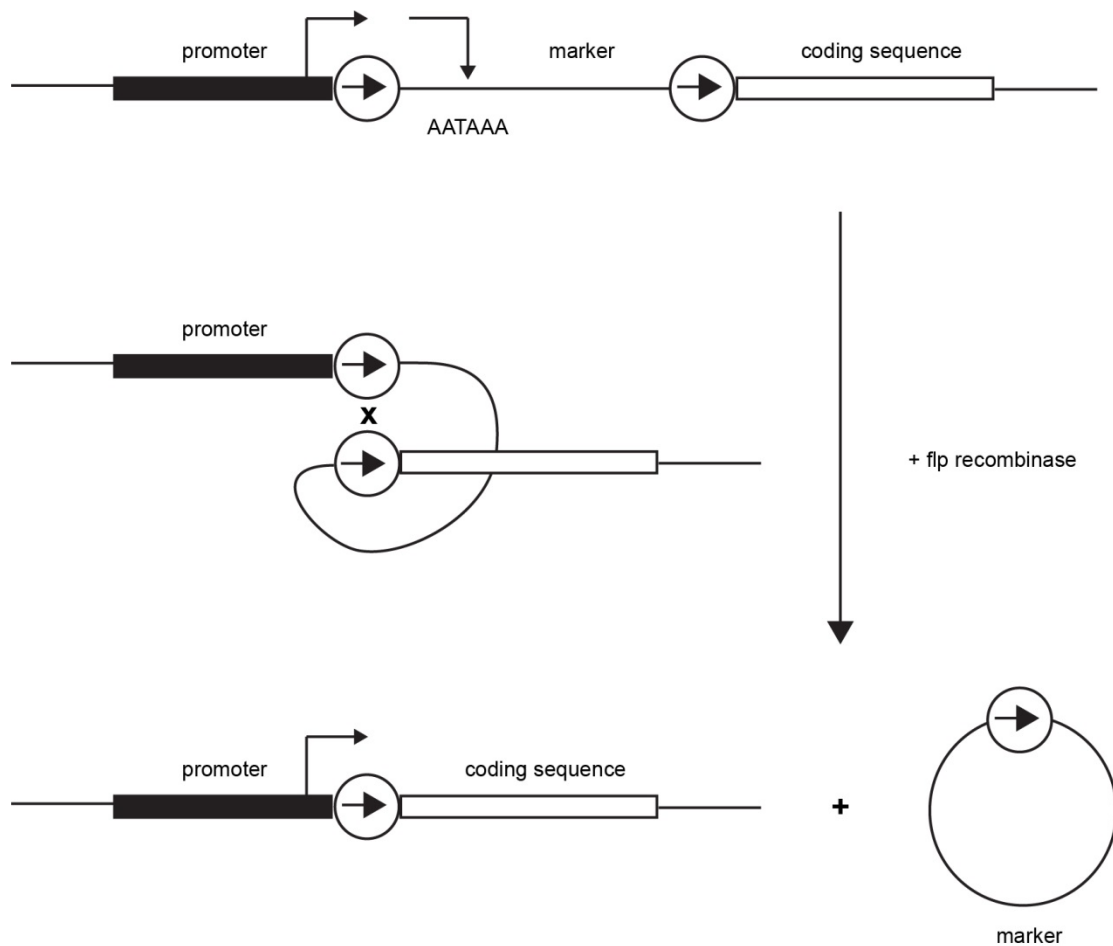 promoter
marker
coding sequence
AATAAA
promoter
x
+ flp recombinase
promoter
coding sequence
+
marker